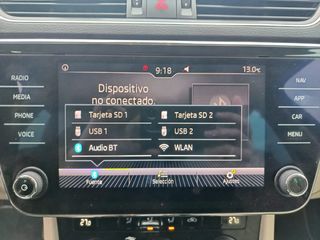 9:18
13.0°C
RADIO
MEDIA
PHONE
VOICE
NAV
APP
CAR
MENU
Dispositivo
no conectado.
Tarjeta SD 1
Tarjeta SD 2
USB 1
USB 2
Audio BT
WLAN
Fuente
Selección
Ajustes